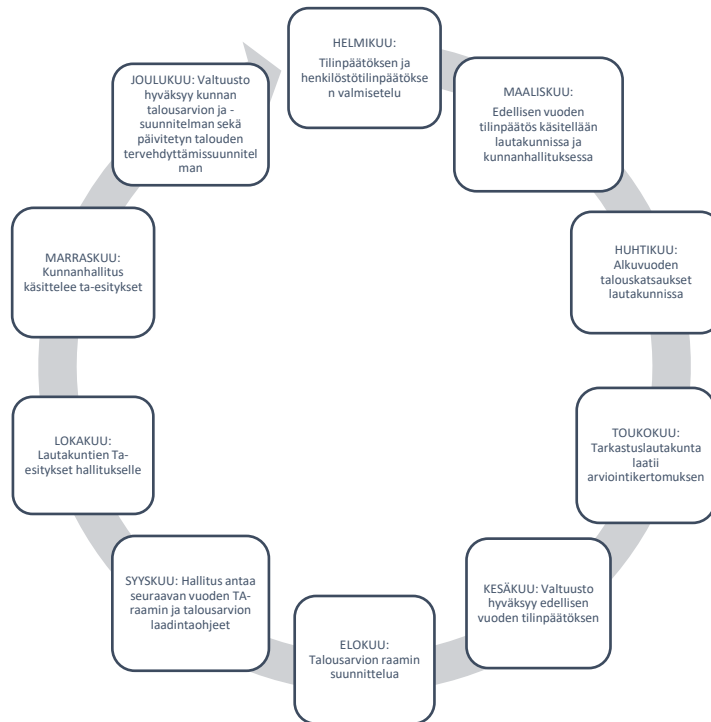 HELMIKUU:
Tilinpäätöksen ja
henkilöstötilinpäätökse
n valmisetelu
MAALISKUU:
Edellisen vuoden
tilinpäätös käsitellään
lautakunnissa ja
kunnanhallituksessa
HUHTIKUU:
Alkuvuoden
talouskatsaukset
lautakunnissa
TOUKOKUU:
Tarkastuslautakunta
laatii
arviointikertomuksen
KESÄKUU: Valtuusto
hyväksyy edellisen
vuoden tilinpäätöksen
ELOKUU:
Talousarvion raamin
suunnittelua
SYYSKUU: Hallitus antaa
seuraavan vuoden TA-
raamin ja talousarvion
laadintaohjeet
LOKAKUU:
Lautakuntien Ta-
esitykset hallitukselle
MARRASKUU:
Kunnanhallitus
käsittelee ta-esitykset
JOULUKUU: Valtuusto
hyväksyy kunnan
talousarvion ja -
suunnitelman sekä
päivitetyn talouden
tervehdyttämissuunnitel
man